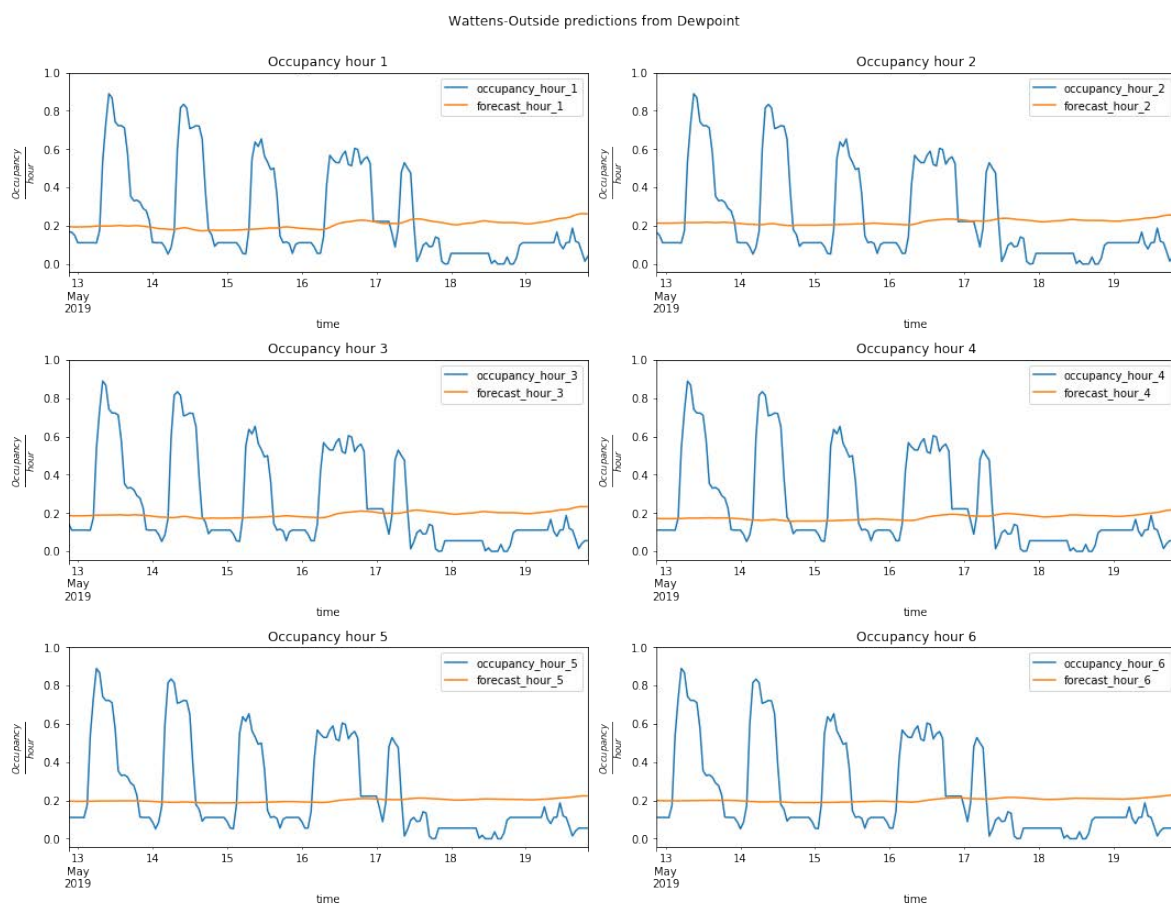 Wattens-Outside predictions from Dewpoint
Occupancy hour 1
1.0
0.8
0.6
0.4
0.2
0.0
Occupancy
hour
occupancy_hour_1
forecast_hour_1
13
14
15
16
17
18
19
May
2019
time
Occupancy hour 2
1.0
0.8
0.6
0.4
0.2
0.0
Occupancy
hour
occupancy_hour_2
forecast_hour_2
13
14
15
16
17
18
19
May
2019
time
Occupancy hour 3
1.0
0.8
0.6
0.4
0.2
0.0
Occupancy
hour
occupancy_hour_3
forecast_hour_3
13
14
15
16
17
18
19
May
2019
time
Occupancy hour 4
1.0
0.8
0.6
0.4
0.2
0.0
Occupancy
hour
occupancy_hour_4
forecast_hour_4
13
14
15
16
17
18
19
May
2019
time
Occupancy hour 5
1.0
0.8
0.6
0.4
0.2
0.0
Occupancy
hour
occupancy_hour_5
forecast_hour_5
13
14
15
16
17
18
19
May
2019
time
Occupancy hour 6
1.0
0.8
0.6
0.4
0.2
0.0
Occupancy
hour
occupancy_hour_6
forecast_hour_6
13
14
15
16
17
18
19
May
2019
time